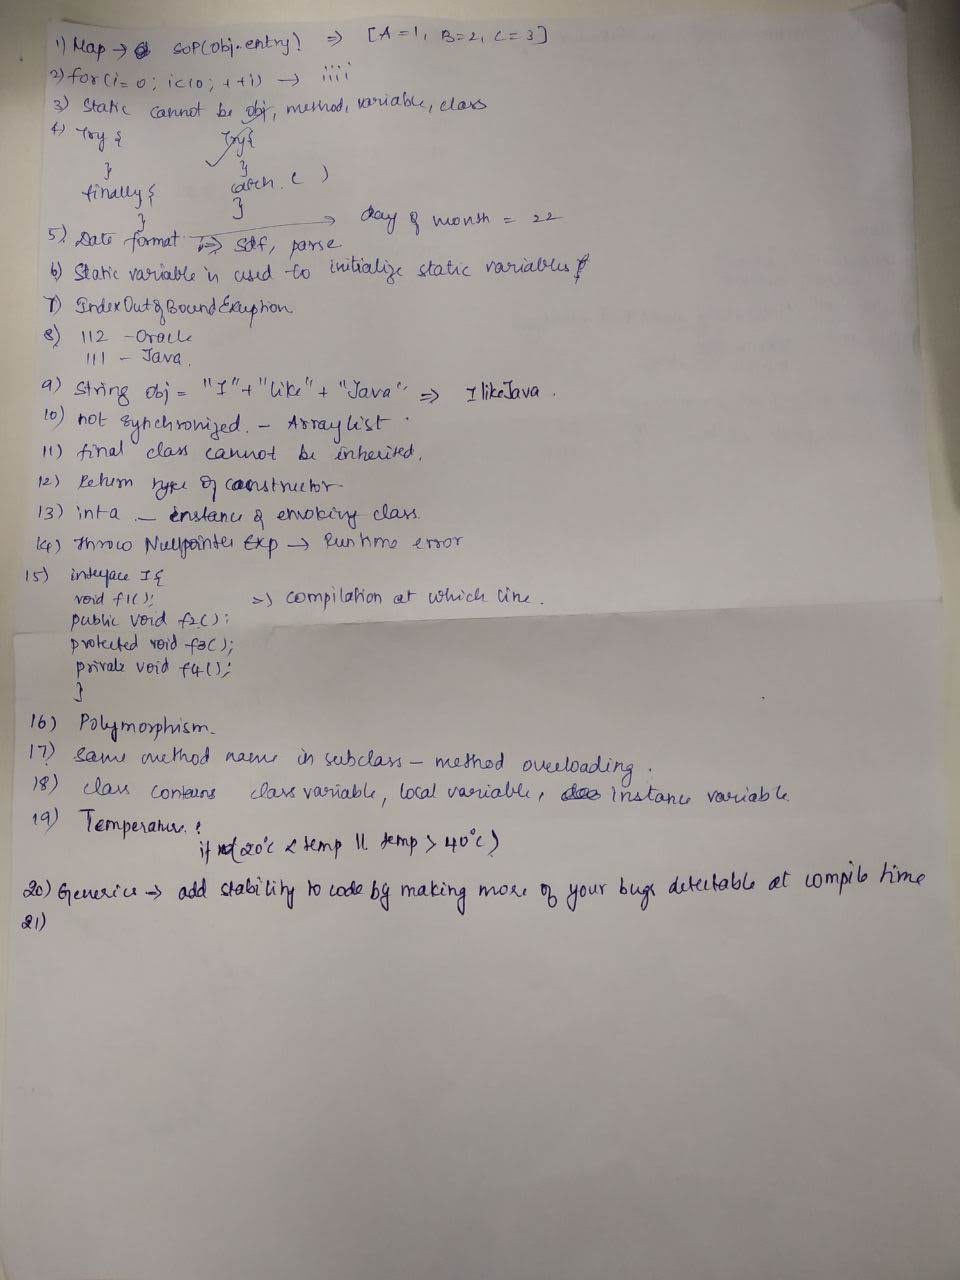 1) Map → SOP(obj.entry) ⇒ [A=1, B=2, C=3]
2) for(i=0; i<10; ++i) → iiii
3) Static cannot be obj, method, variable, class
4) Try { Try{
} }
finally{ catch. ( )
} }
5) Date format ⇒ sdf, parse → day of month = 22
6) Static variable is used to initialize static variables
7) IndexOutOfBoundException
8) 112 - Oracle
111 - Java.
9) String obj = "I"+"like"+"Java" ⇒ IlikeJava.
10) not synchronized. - Arraylist
11) final class cannot be inherited.
12) Return type of constructor
13) int a - instance of class.
14) Throw Nullpointer Exp → Runtime error
15) interface I{
void f1();
public void f2(); ⇒ compilation at which line.
protected void f3();
private void f4();
}
16) Polymorphism.
17) Same method name in subclass - method overloading.
18) class contains class variable, local variable, instance variable.
19) Temperature.
if (20°c < temp || temp > 40°c)
20) Generics → add stability to code by making more of your bugs detectable at compile time
21)